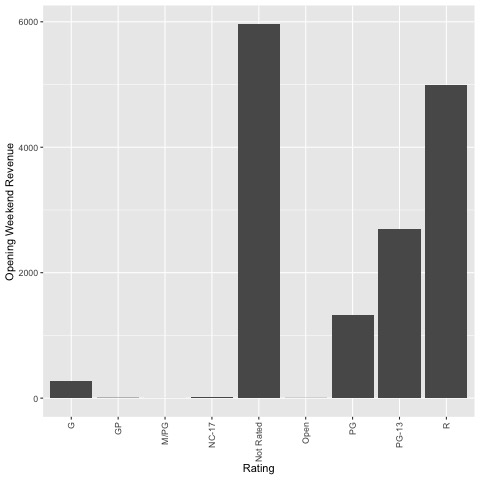 Opening Weekend Revenue
6000
4000
2000
0
G
GP
M/PG
NC-17
Not Rated
Open
PG
PG-13
R
Rating